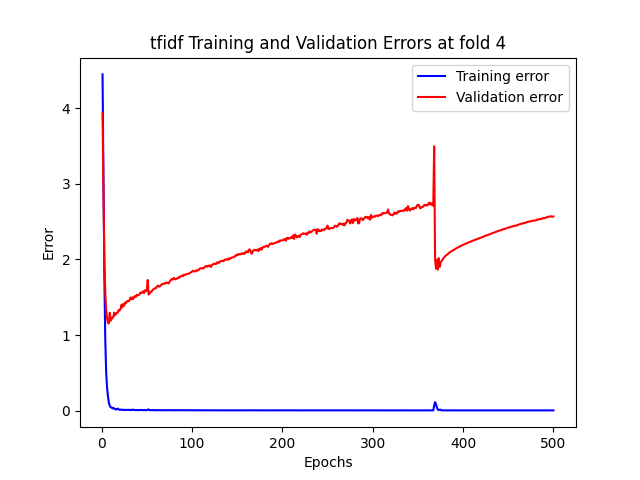 tfidf Training and Validation Errors at fold 4
Training error
Validation error
4
3
2
1
0
Error
0 100 200 300 400 500
Epochs